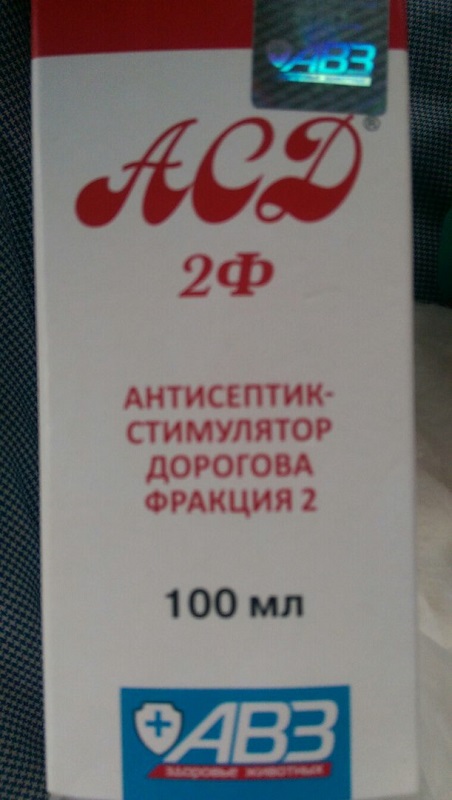 АВЗ
АСД®
2Ф
АНТИСЕПТИК-
СТИМУЛЯТОР
ДОРОГОВА
ФРАКЦИЯ 2
100 мл
АВЗ
здоровье животных